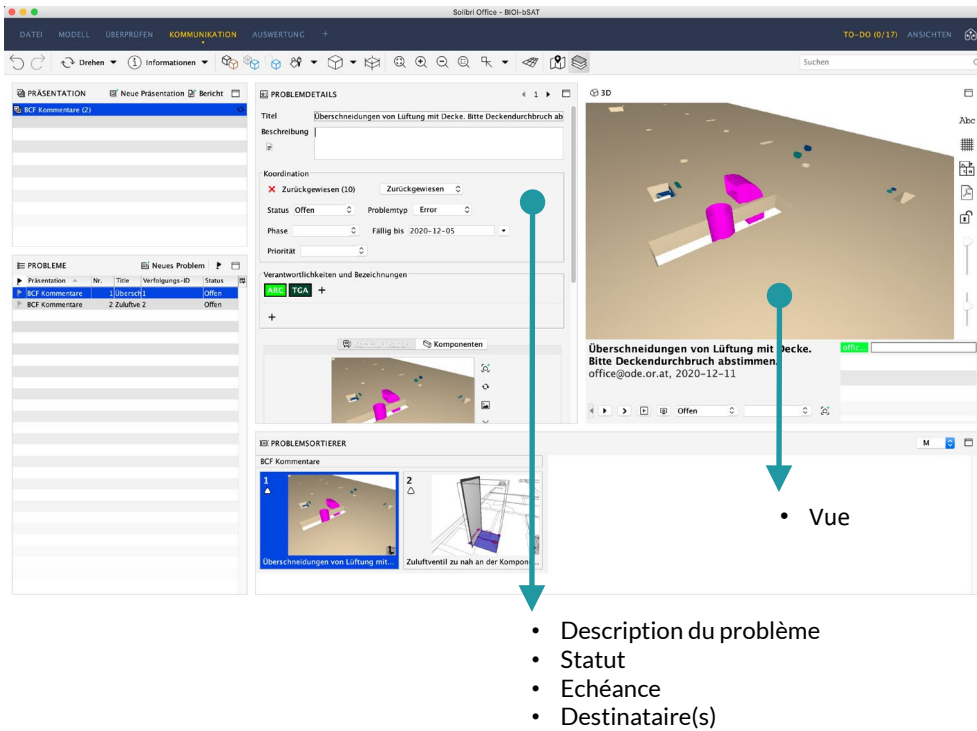 Solibri Office - BIOI-bSAT
DATEI MODELL ÜBERPRÜFEN KOMMUNIKATION AUSWERTUNG + TO-DO (0/17) ANSICHTEN
Drehen Informationen Suchen
PRÄSENTATION Neue Präsentation Bericht
BCF Kommentare (2)
PROBLEME Neues Problem
Präsentation Nr. Title Verfolgungs-ID Status
BCF Kommentare 1 Übersch 1 Offen
BCF Kommentare 2 Zuluftve 2 Offen
PROBLEMDETAILS 1
Titel Überschneidungen von Lüftung mit Decke. Bitte Deckendurchbruch ab
Beschreibung
Koordination
Zurückgewiesen (10) Zurückgewiesen
Status Offen Problemtyp Error
Phase Fällig bis 2020-12-05
Priorität
Verantwortlichkeiten und Bezeichnungen
ARC TGA +
+
Komponenten
3D
Abc
Überschneidungen von Lüftung mit Decke.
Bitte Deckendurchbruch abstimmen.
office@ode.or.at, 2020-12-11
offic...
Offen
PROBLEMSORTIERER M
BCF Kommentare
1
Überschneidungen von Lüftung mit...
2
Zuluftventil zu nah an der Kompon...
• Vue
• Description du problème
• Statut
• Echéance
• Destinataire(s)